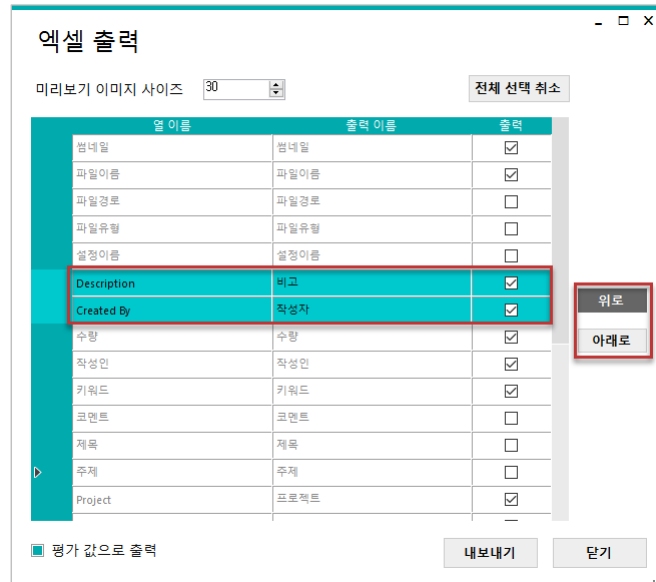 엑셀 출력
미리보기 이미지 사이즈 30 전체 선택 취소
열 이름 출력 이름 출력
썸네일 썸네일
파일이름 파일이름
파일경로 파일경로
파일유형 파일유형
설정이름 설정이름
Description 비고
Created By 작성자
위로
수량 수량
아래로
작성인 작성인
키워드 키워드
코멘트 코멘트
제목 제목
주제 주제
Project 프로젝트
평가 값으로 출력 내보내기 닫기